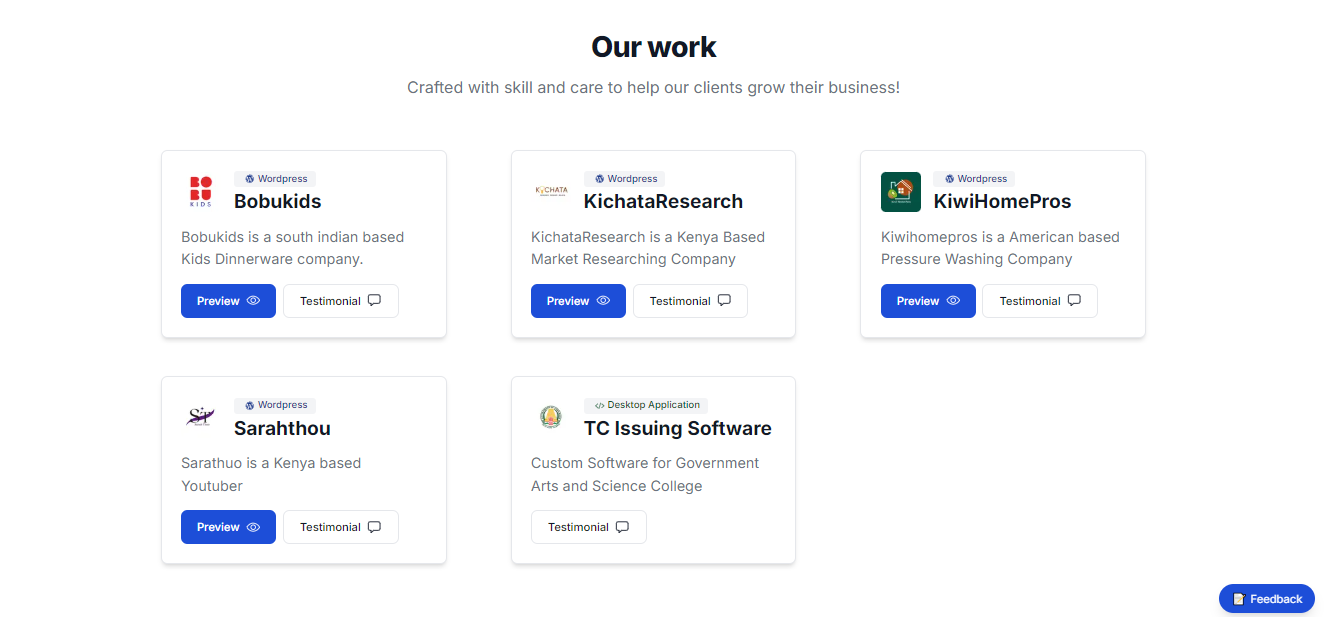 Our work
Crafted with skill and care to help our clients grow their business!
BO
BU
KIDS
Wordpress
Bobukids
Bobukids is a south indian based
Kids Dinnerware company.
Preview
Testimonial
KYCHATA
Wordpress
KichataResearch
KichataResearch is a Kenya Based
Market Researching Company
Preview
Testimonial
Wordpress
KiwiHomePros
Kiwihomepros is a American based
Pressure Washing Company
Preview
Testimonial
Wordpress
Sarahthou
Sarathuo is a Kenya based
Youtuber
Preview
Testimonial
Desktop Application
TC Issuing Software
Custom Software for Government
Arts and Science College
Testimonial
Feedback